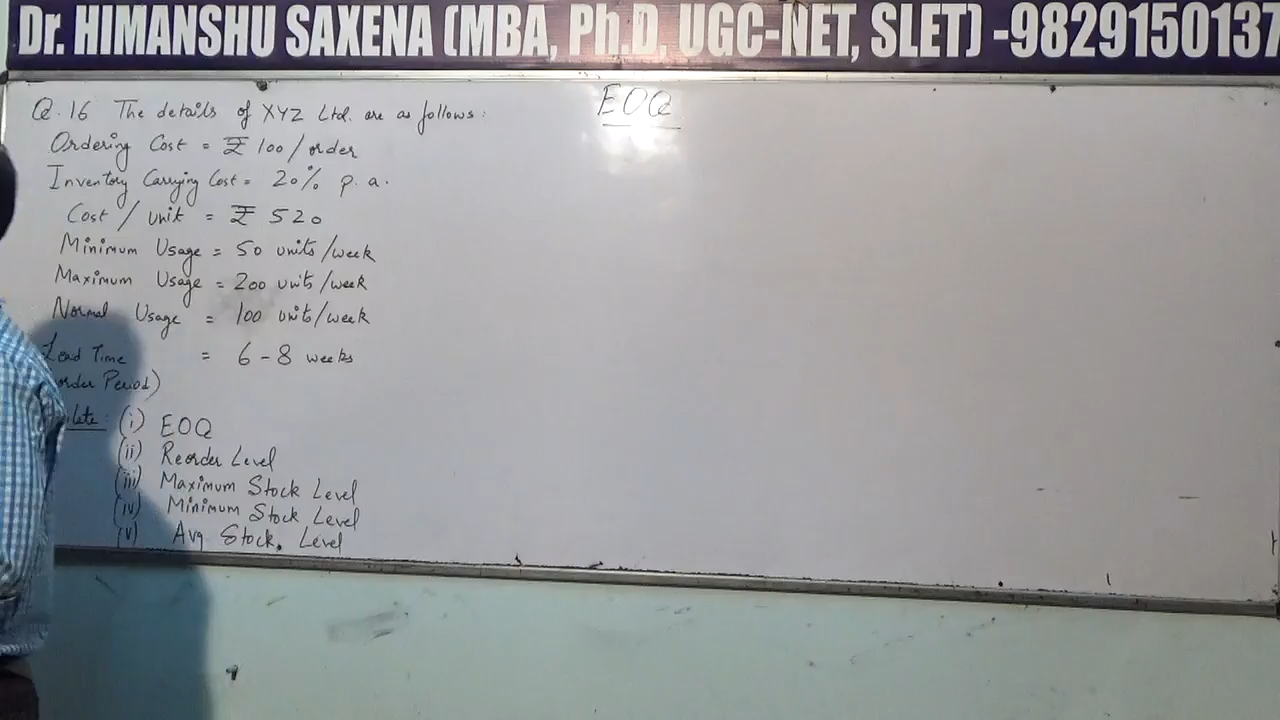 Dr. HIMANSHU SAXENA (MBA, Ph.D. UGC-NET, SLET) -9829150137
EOQ
Q.16 The details of XYZ Ltd. are as follows:
Ordering Cost = ₹ 100/order
Inventory Carrying Cost = 20% p.a.
Cost / unit = ₹ 520
Minimum Usage = 50 units/week
Maximum Usage = 200 units/week
Normal Usage = 100 units/week
Lead Time = 6 - 8 weeks
order Period)
(i) EOQ
(ii) Reorder Level
(iii) Maximum Stock Level
(iv) Minimum Stock Level
(v) Avg Stock Level